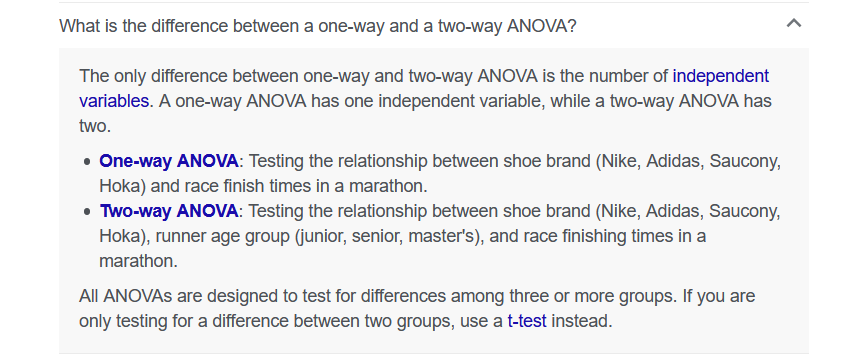 What is the difference between a one-way and a two-way ANOVA?
The only difference between one-way and two-way ANOVA is the number of independent
variables. A one-way ANOVA has one independent variable, while a two-way ANOVA has
two.
• One-way ANOVA: Testing the relationship between shoe brand (Nike, Adidas, Saucony,
Hoka) and race finish times in a marathon.
• Two-way ANOVA: Testing the relationship between shoe brand (Nike, Adidas, Saucony,
Hoka), runner age group (junior, senior, master's), and race finishing times in a
marathon.
All ANOVAs are designed to test for differences among three or more groups. If you are
only testing for a difference between two groups, use a t-test instead.